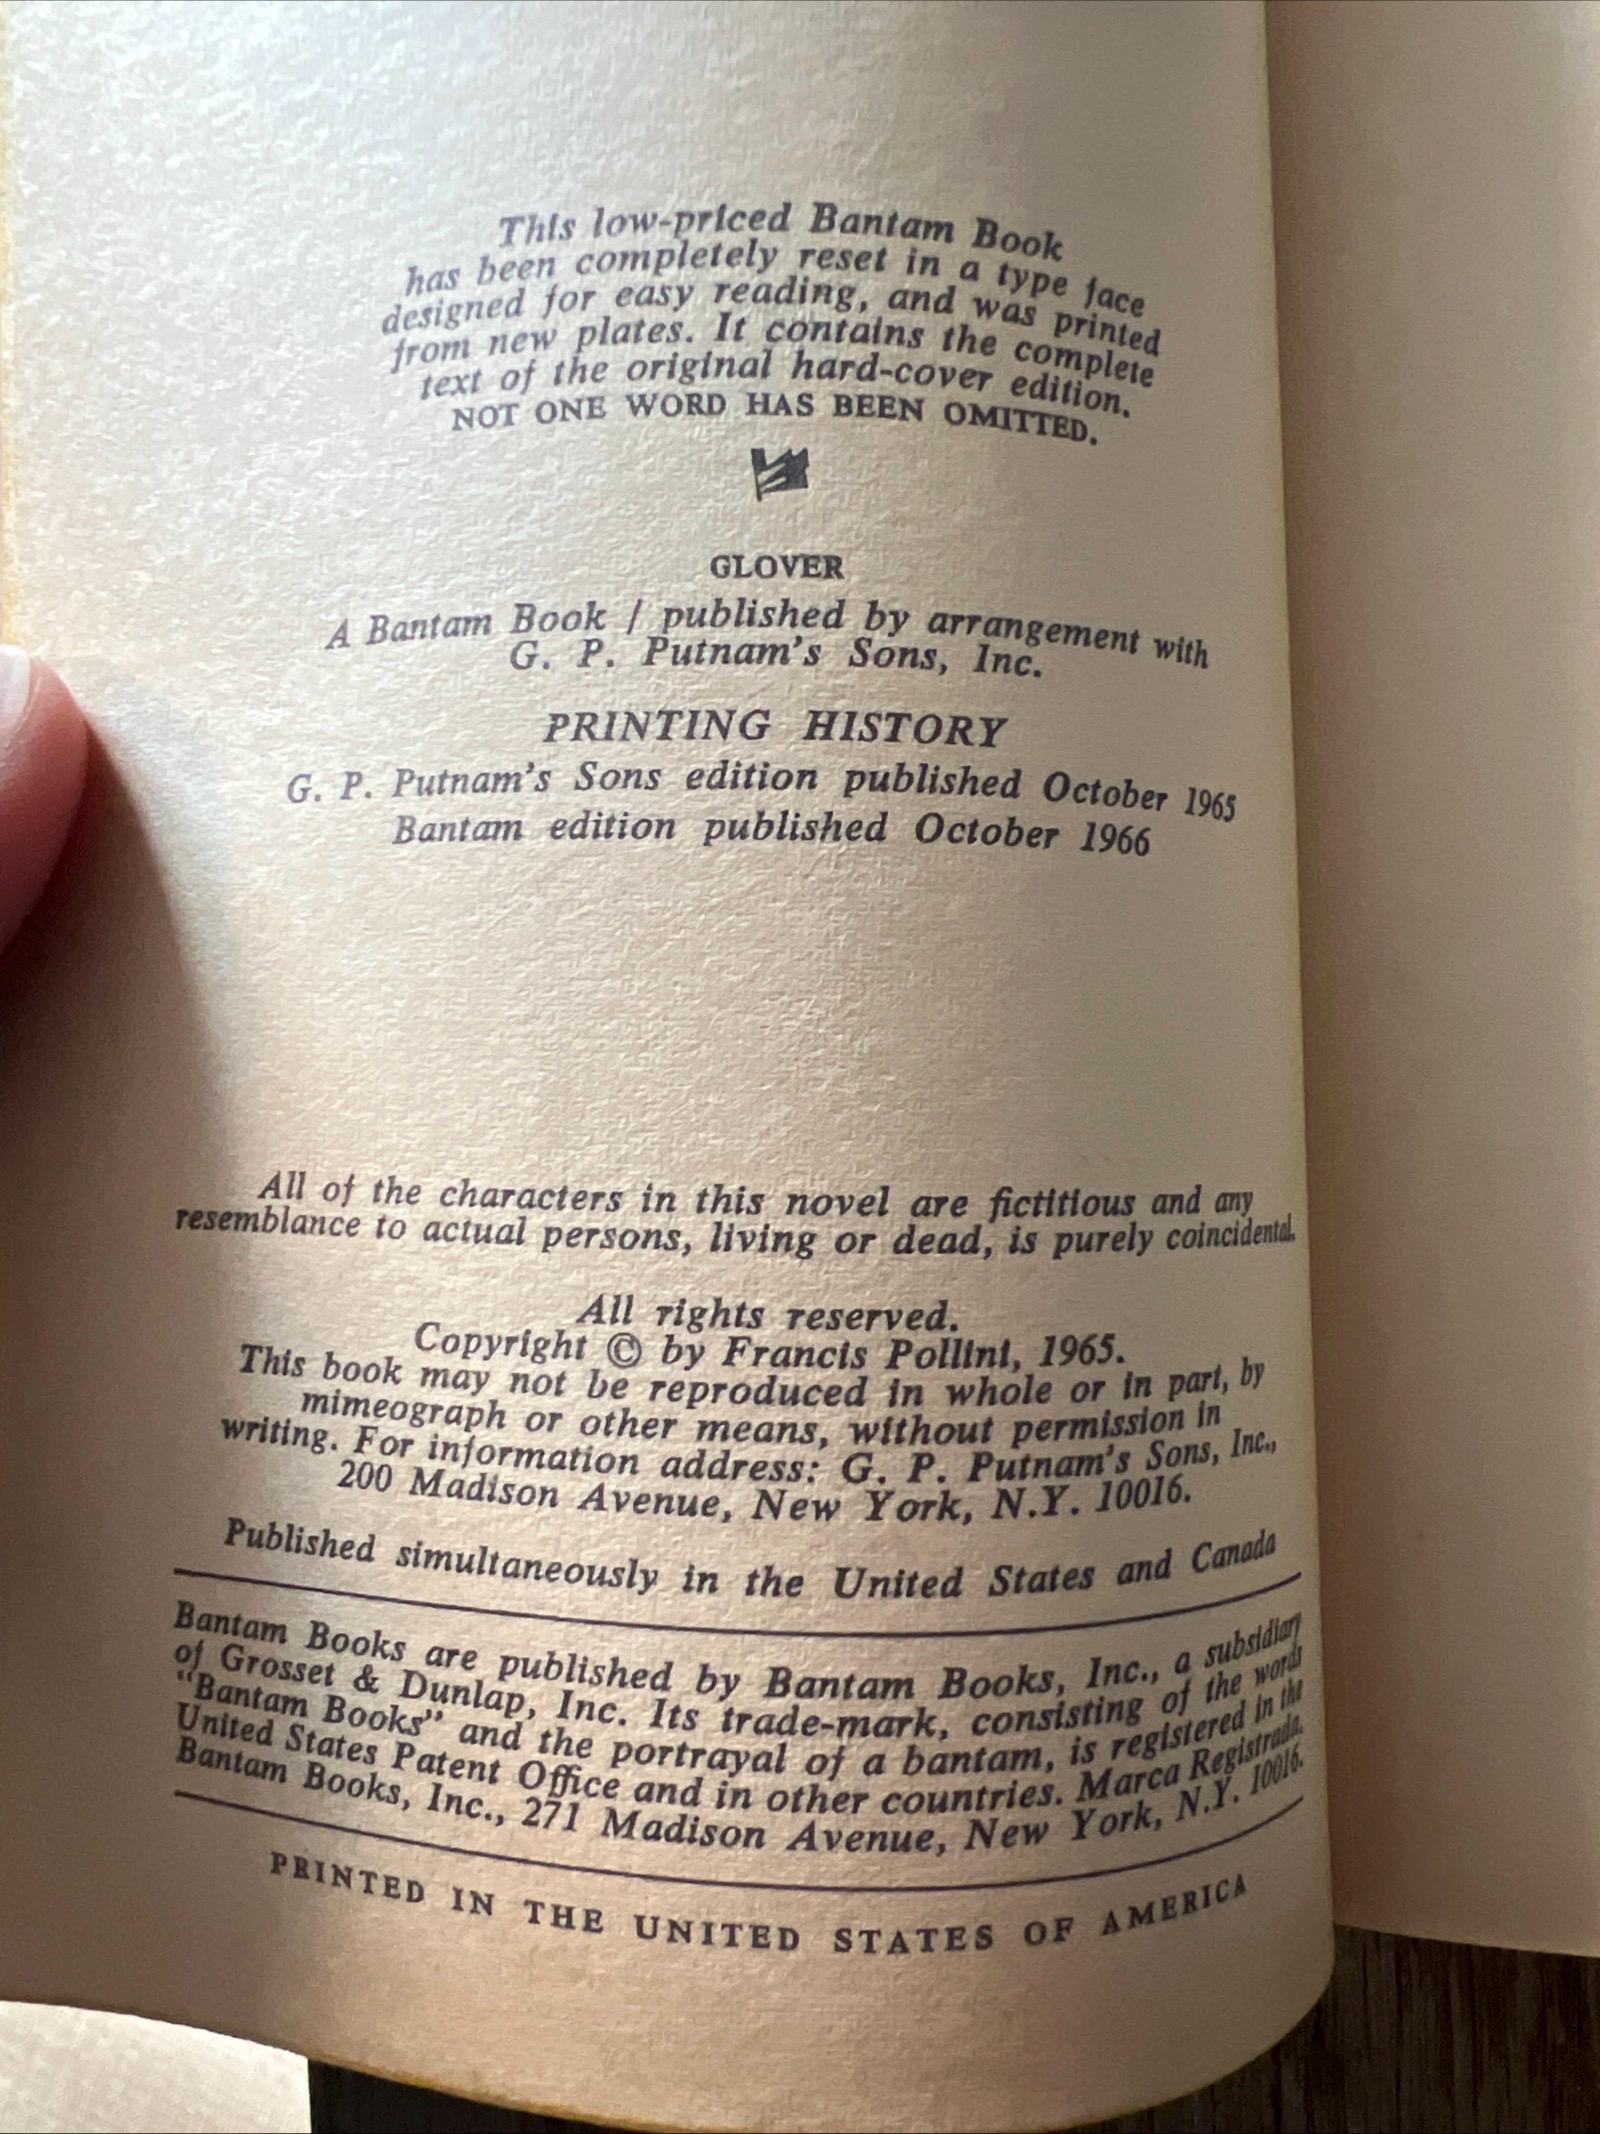 This low-priced Bantam Book
has been completely reset in a type face
designed for easy reading, and was printed
from new plates. It contains the complete
text of the original hard-cover edition.
NOT ONE WORD HAS BEEN OMITTED.
GLOVER
A Bantam Book / published by arrangement with
G. P. Putnam's Sons, Inc.
PRINTING HISTORY
G. P. Putnam's Sons edition published October 1965
Bantam edition published October 1966
All of the characters in this novel are fictitious and any
resemblance to actual persons, living or dead, is purely coincidental.
All rights reserved.
Copyright © by Francis Pollini, 1965.
This book may not be reproduced in whole or in part, by
mimeograph or other means, without permission in
writing. For information address: G. P. Putnam's Sons, Inc.,
200 Madison Avenue, New York, N.Y. 10016.
Published simultaneously in the United States and Canada
Bantam Books are published by Bantam Books, Inc., a subsidiary
of Grosset & Dunlap, Inc. Its trade-mark, consisting of the words
"Bantam Books" and the portrayal of a bantam, is registered in the
United States Patent Office and in other countries. Marca Registrada.
Bantam Books, Inc., 271 Madison Avenue, New York, N.Y. 10016.
PRINTED IN THE UNITED STATES OF AMERICA